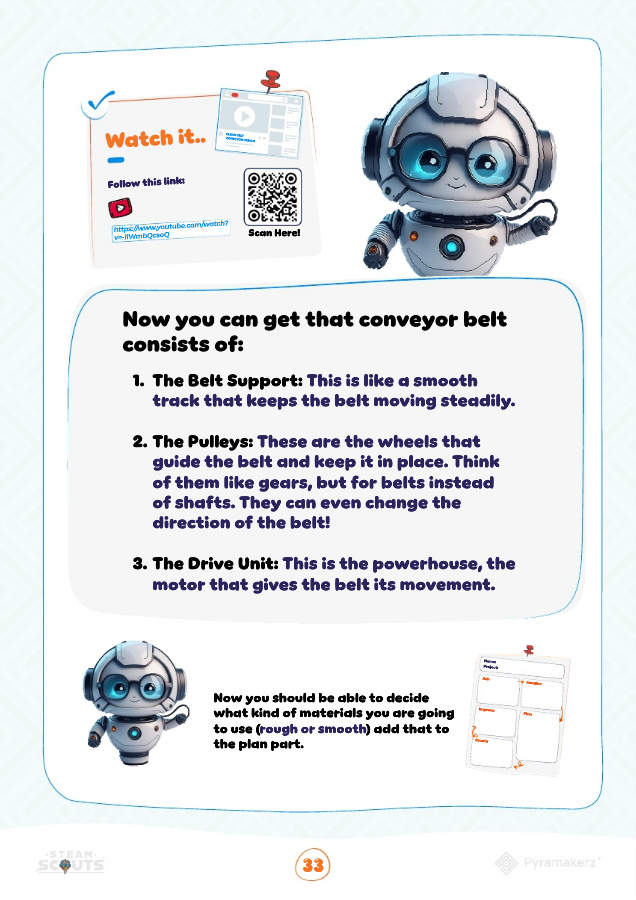 Watch it..
Follow this link:
https://www.youtube.com/watch?
Scan Here!
Now you can get that conveyor belt
consists of:
1. The Belt Support: This is like a smooth
track that keeps the belt moving steadily.
2. The Pulleys: These are the wheels that
guide the belt and keep it in place. Think
of them like gears, but for belts instead
of shafts. They can even change the
direction of the belt!
3. The Drive Unit: This is the powerhouse, the
motor that gives the belt its movement.
Now you should be able to decide
what kind of materials you are going
to use (rough or smooth) add that to
the plan part.
Name
Project
Ask
Imagine
Improve
Plan
Create
STEAM
SCOUTS
33
Pyramakerz